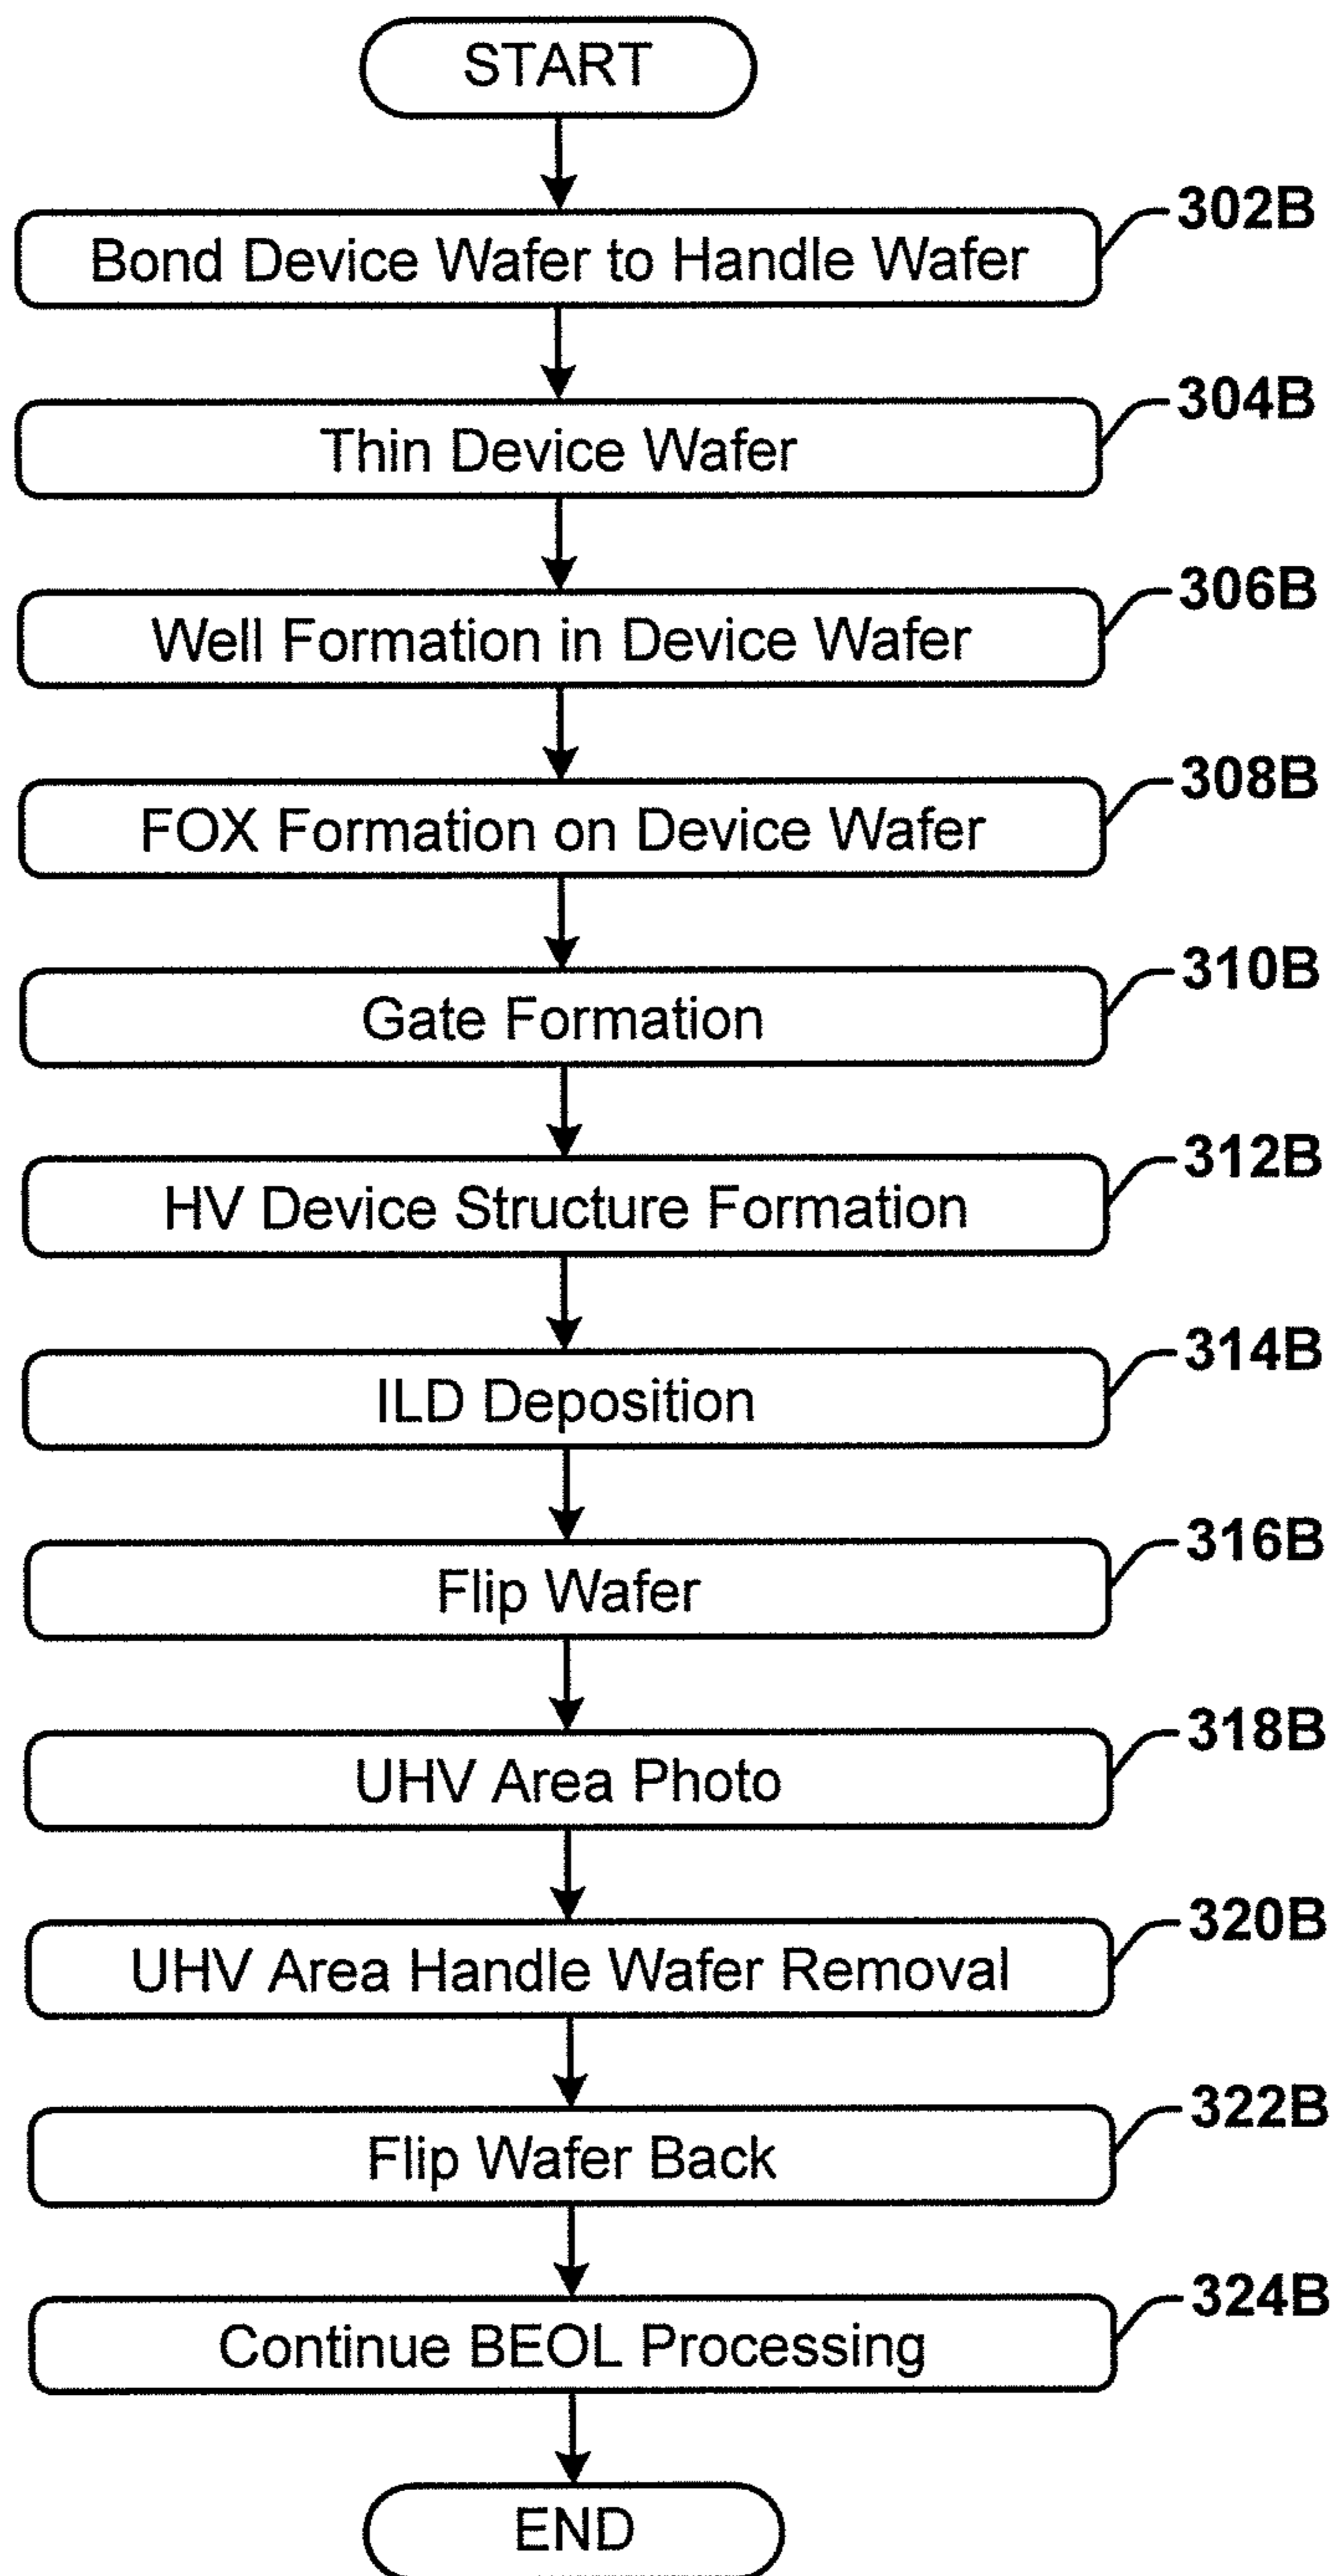 START
302B
Bond Device Wafer to Handle Wafer
304B
Thin Device Wafer
306B
Well Formation in Device Wafer
308B
FOX Formation on Device Wafer
310B
Gate Formation
312B
HV Device Structure Formation
314B
ILD Deposition
316B
Flip Wafer
318B
UHV Area Photo
320B
UHV Area Handle Wafer Removal
322B
Flip Wafer Back
324B
Continue BEOL Processing
END